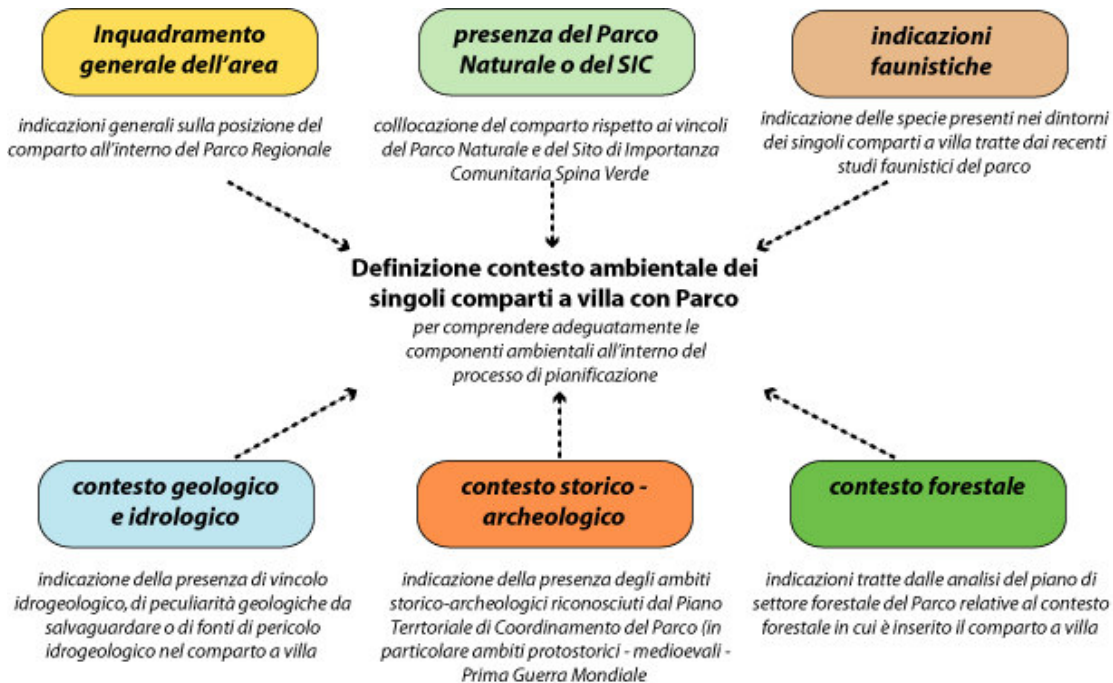 Inquadramento
generale dell'area
indicazioni generali sulla posizione del
comparto all'interno del Parco Regionale
presenza del Parco
Naturale o del SIC
colllocazione del comparto rispetto ai vincoli
del Parco Naturale e del Sito di Importanza
Comunitaria Spina Verde
indicazioni
faunistiche
indicazione delle specie presenti nei dintorni
dei singoli comparti a villa tratte dai recenti
studi faunistici del parco
Definizione contesto ambientale dei
singoli comparti a villa con Parco
per comprendere adeguatamente le
componenti ambientali all'interno del
processo di pianificazione
contesto geologico
e idrologico
indicazione della presenza di vincolo
idrogeologico, di peculiarità geologiche da
salvaguardare o di fonti di pericolo
idrogeologico nel comparto a villa
contesto storico -
archeologico
indicazione della presenza degli ambiti
storico-archeologici riconosciuti dal Piano
Terrtoriale di Coordinamento del Parco (in
particolare ambiti protostorici - medioevali -
Prima Guerra Mondiale
contesto forestale
indicazioni tratte dalle analisi del piano di
settore forestale del Parco relative al contesto
forestale in cui è inserito il comparto a villa